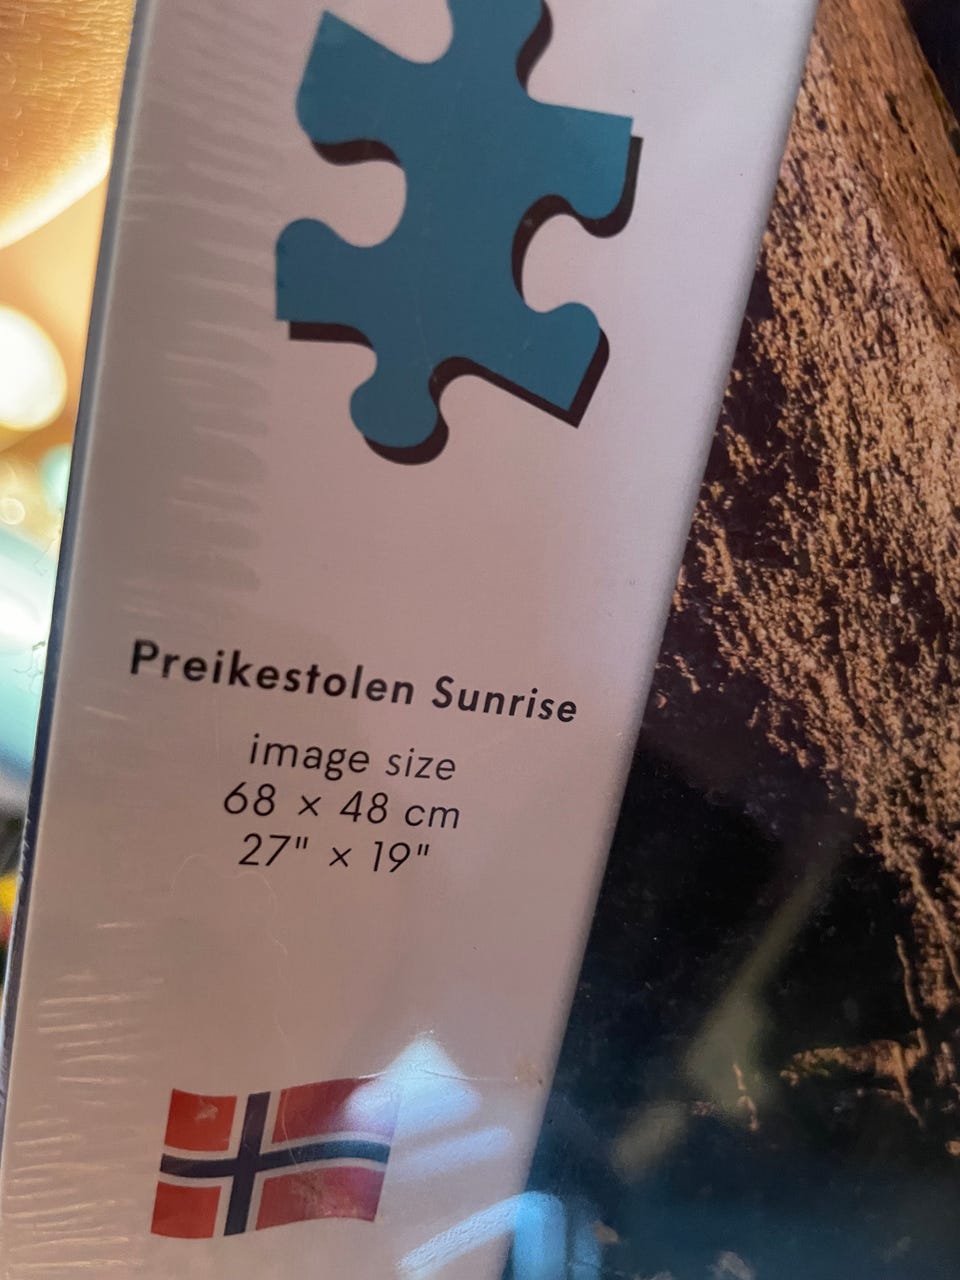 Preikestolen Sunrise
image size
68 × 48 cm
27" × 19"